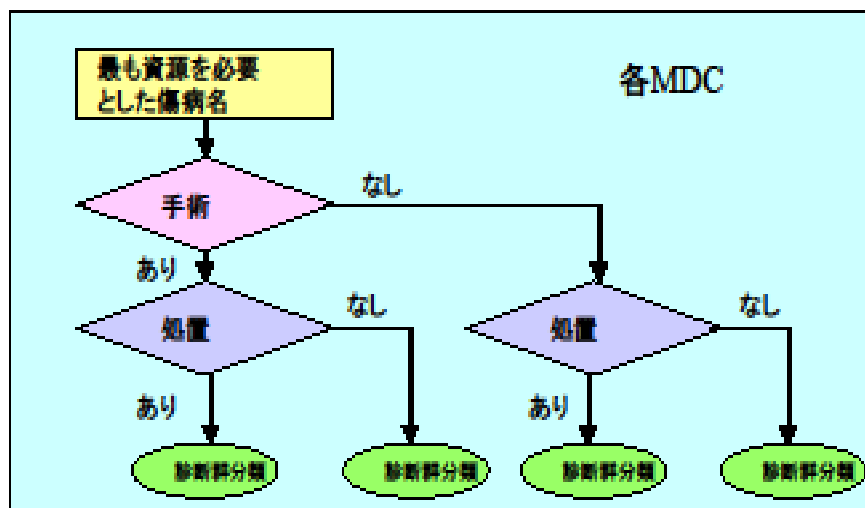 最も資源を必要
とした傷病名
各MDC
手術
なし
あり
処置
なし
処置
なし
あり
あり
診断群分類
診断群分類
診断群分類
診断群分類